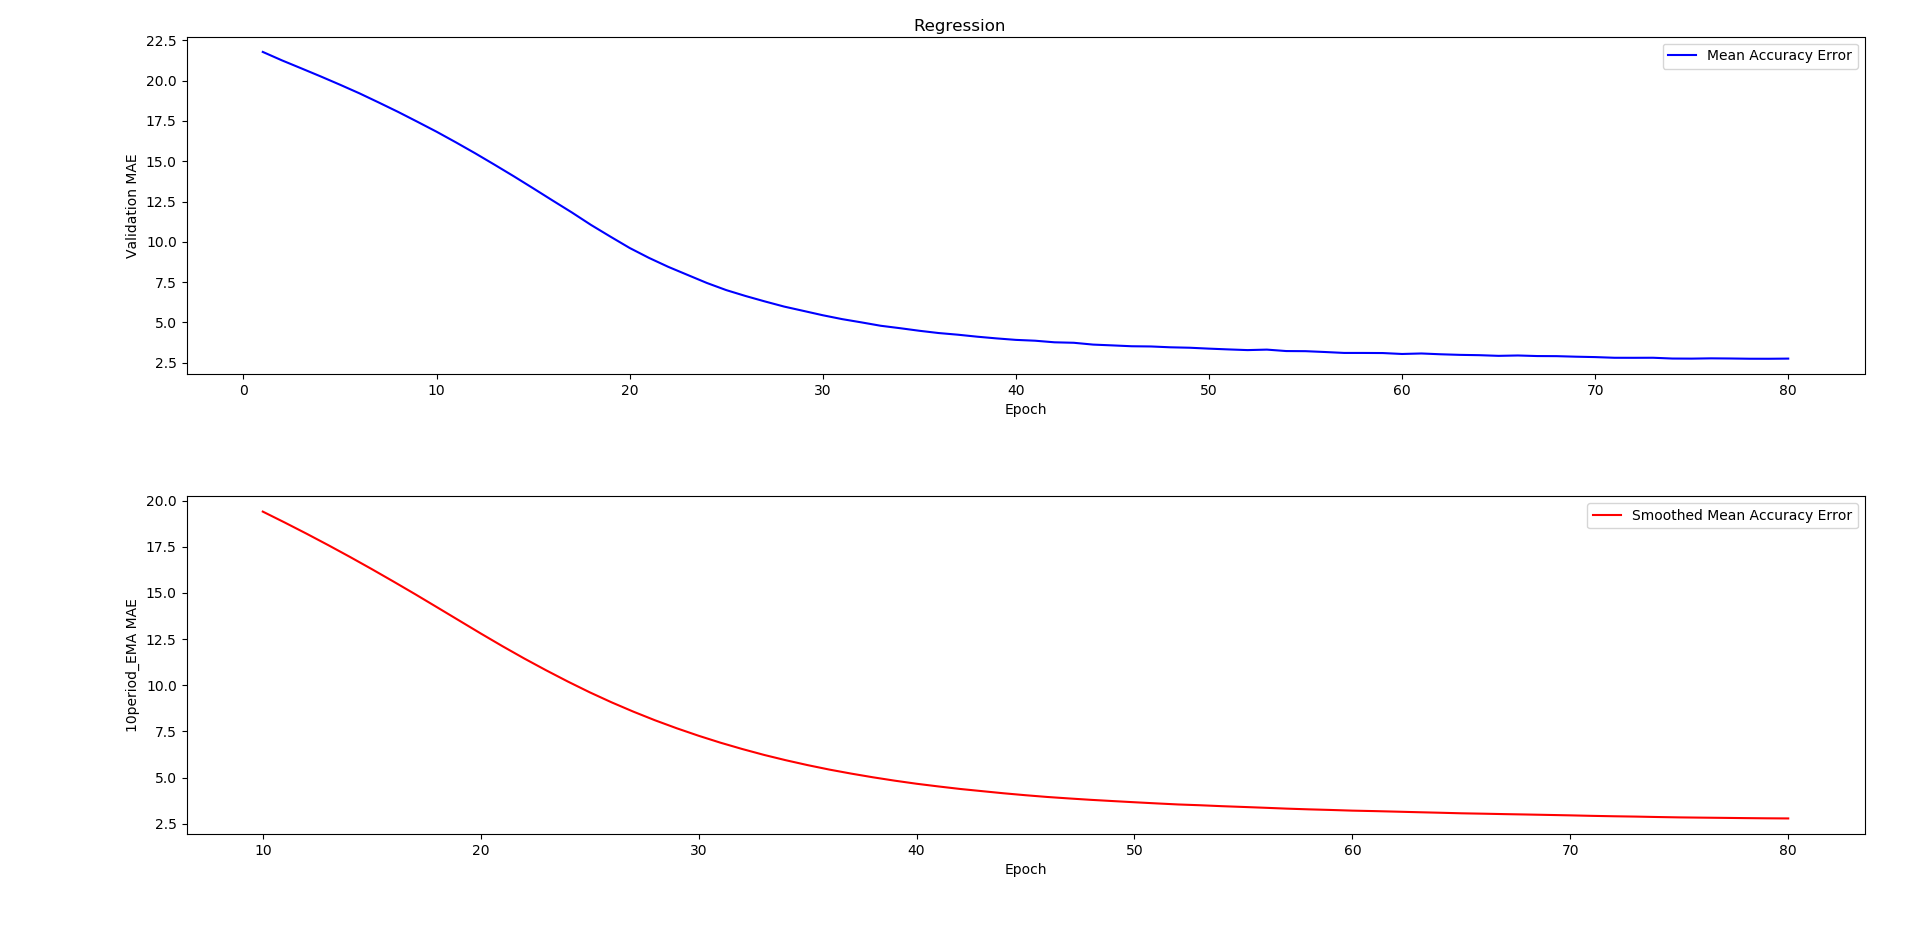 Regression
Mean Accuracy Error
Validation MAE
22.5
20.0
17.5
15.0
12.5
10.0
7.5
5.0
2.5
0 10 20 30 40 50 60 70 80
Epoch
Smoothed Mean Accuracy Error
10period_EMA MAE
20.0
17.5
15.0
12.5
10.0
7.5
5.0
2.5
10 20 30 40 50 60 70 80
Epoch